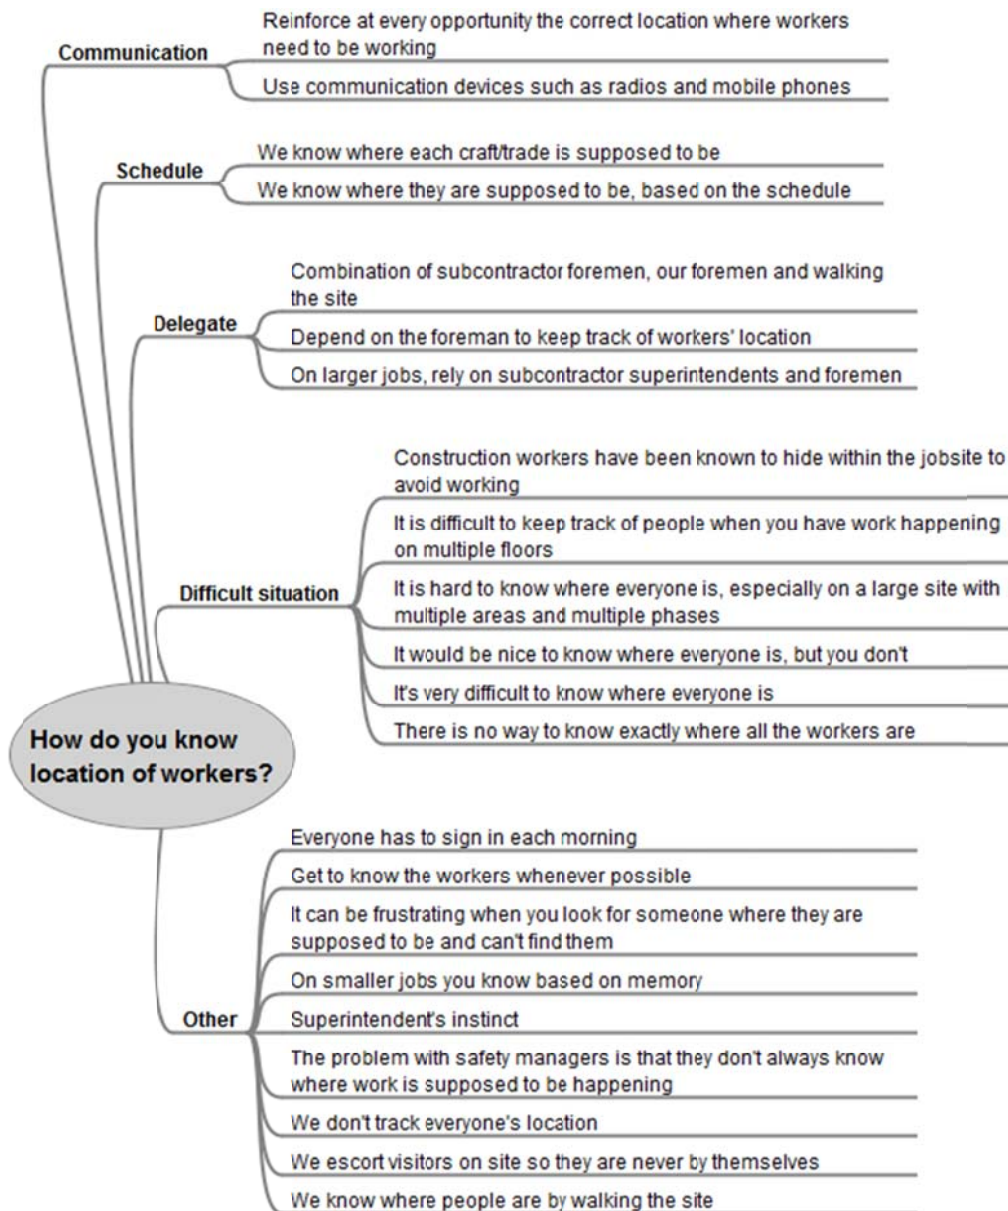 Communication
Reinforce at every opportunity the correct location where workers
need to be working
Use communication devices such as radios and mobile phones
Schedule
We know where each craft/trade is supposed to be
We know where they are supposed to be, based on the schedule
Delegate
Combination of subcontractor foremen, our foremen and walking
the site
Depend on the foreman to keep track of workers' location
On larger jobs, rely on subcontractor superintendents and foremen
Difficult situation
Construction workers have been known to hide within the jobsite to
avoid working
It is difficult to keep track of people when you have work happening
on multiple floors
It is hard to know where everyone is, especially on a large site with
multiple areas and multiple phases
It would be nice to know where everyone is, but you don't
It's very difficult to know where everyone is
There is no way to know exactly where all the workers are
How do you know
location of workers?
Other
Everyone has to sign in each morning
Get to know the workers whenever possible
It can be frustrating when you look for someone where they are
supposed to be and can't find them
On smaller jobs you know based on memory
Superintendent's instinct
The problem with safety managers is that they don't always know
where work is supposed to be happening
We don't track everyone's location
We escort visitors on site so they are never by themselves
We know where people are by walking the site